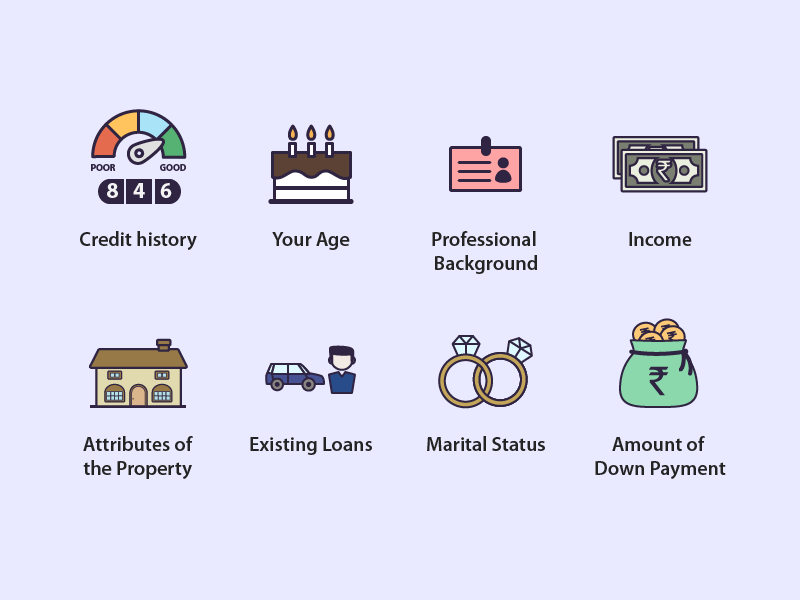 POOR GOOD
8 4 6
Credit history
Your Age
Professional
Background
₹
Income
Attributes of
the Property
Existing Loans
Marital Status
₹
Amount of
Down Payment